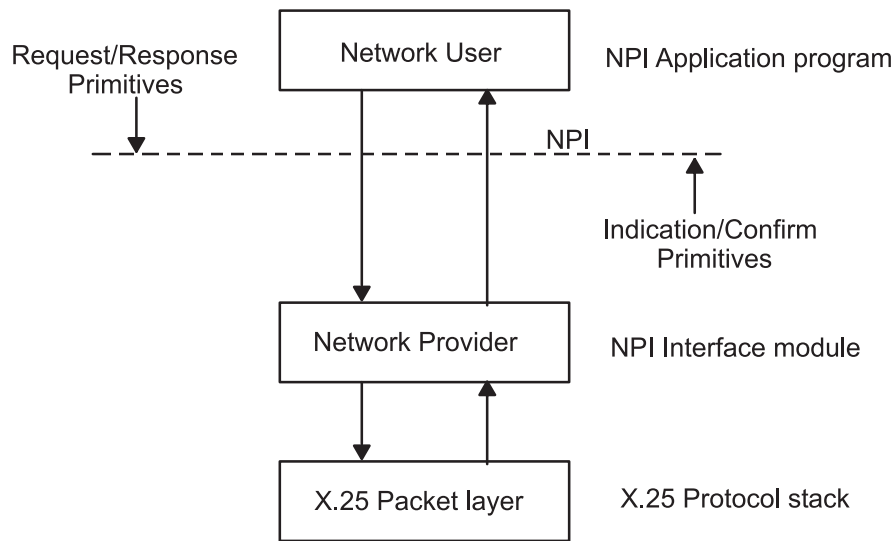 Network User
NPI Application program
Request/Response
Primitives
NPI
Indication/Confirm
Primitives
Network Provider
NPI Interface module
X.25 Packet layer
X.25 Protocol stack